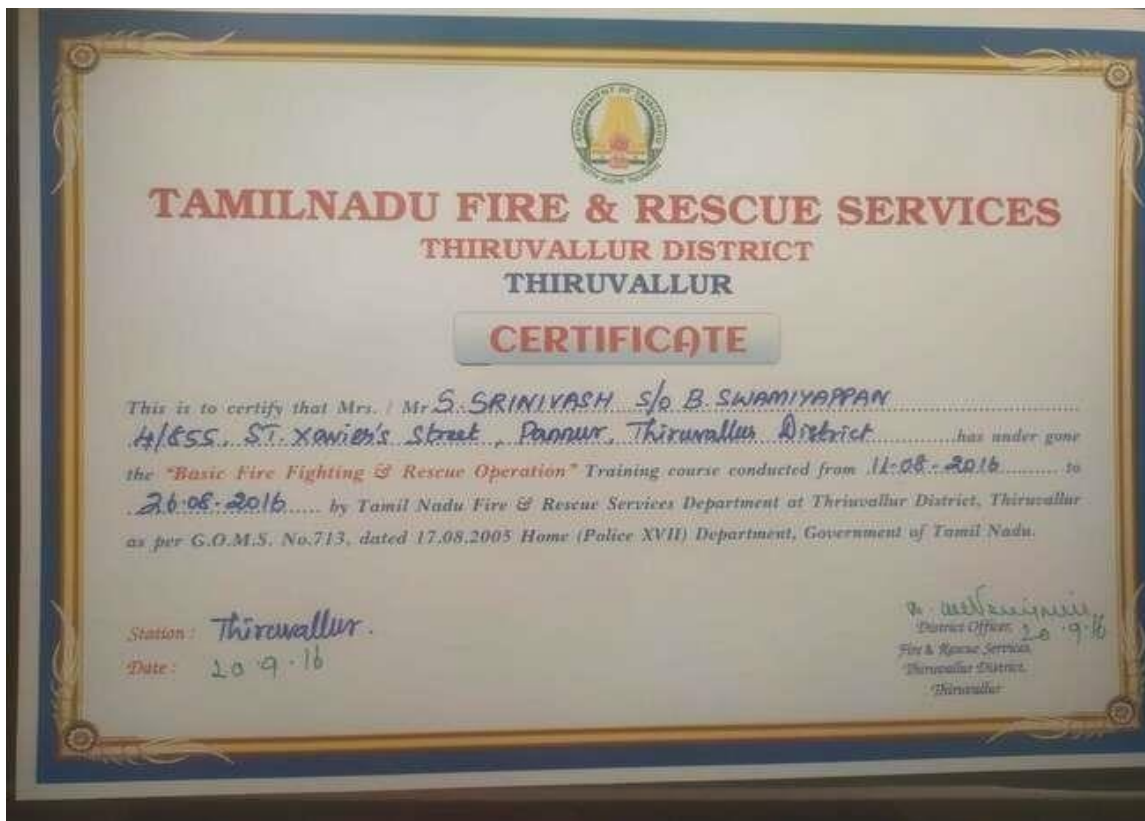 GOVERNMENT OF TAMILNADU
TAMILNADU FIRE & RESCUE SERVICES
THIRUVALLUR DISTRICT
THIRUVALLUR
CERTIFICATE
This is to certify that Mrs. / Mr S. SRINIVASH S/o B. SWAMIYAPPAN
4/855, ST. Xavier's Street, Pannur, Thiruvallur District has under gone
the "Basic Fire Fighting & Rescue Operation" Training course conducted from 11-08-2016 to
26-08-2016 by Tamil Nadu Fire & Rescue Services Department at Thriuvallur District, Thiruvallur
as per G.O.M.S. No.713, dated 17.08.2005 Home (Police XVII) Department, Government of Tamil Nadu.
Station : Thiruvallur.
Date : 20.9.16
District Officer, 20.9.16
Fire & Rescue Services,
Thiruvallur District,
Thiruvallur